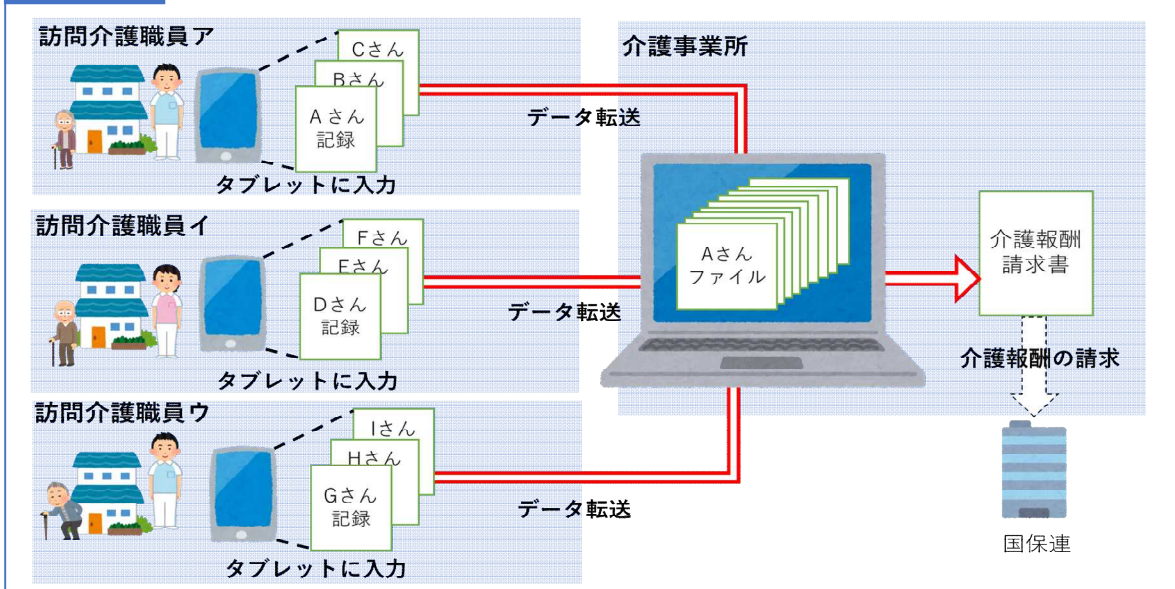 訪問介護職員ア
Cさん
Bさん
Aさん
記録
タブレットに入力
データ転送
訪問介護職員イ
Fさん
Eさん
Dさん
記録
タブレットに入力
データ転送
訪問介護職員ウ
Iさん
Hさん
Gさん
記録
タブレットに入力
データ転送
介護事業所
Aさん
ファイル
介護報酬
請求書
介護報酬の請求
国保連